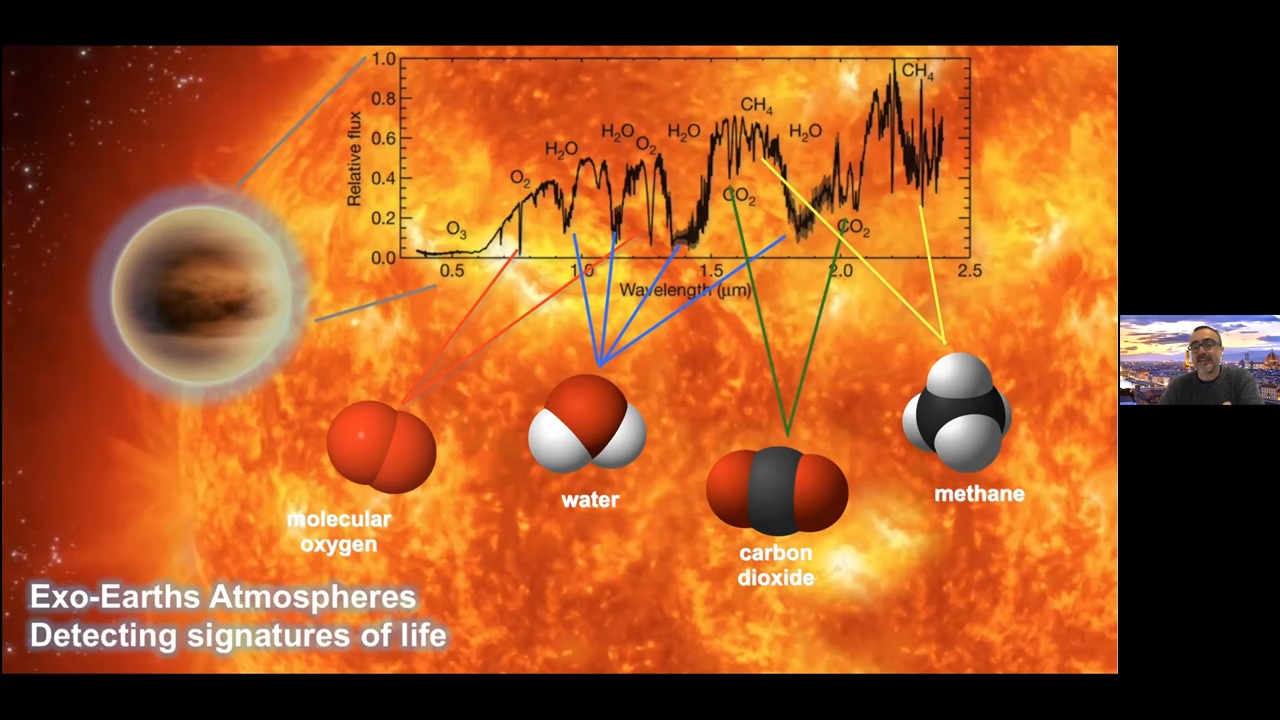 1.0
0.8
0.6
0.4
0.2
0.0
Relative flux
O3
O2
H2O
H2O
O2
H2O
CH4
H2O
CH4
CO2
CO2
0.5
1.0
1.5
2.0
2.5
Wavelength (μm)
molecular
oxygen
water
carbon
dioxide
methane
Exo-Earths Atmospheres
Detecting signatures of life